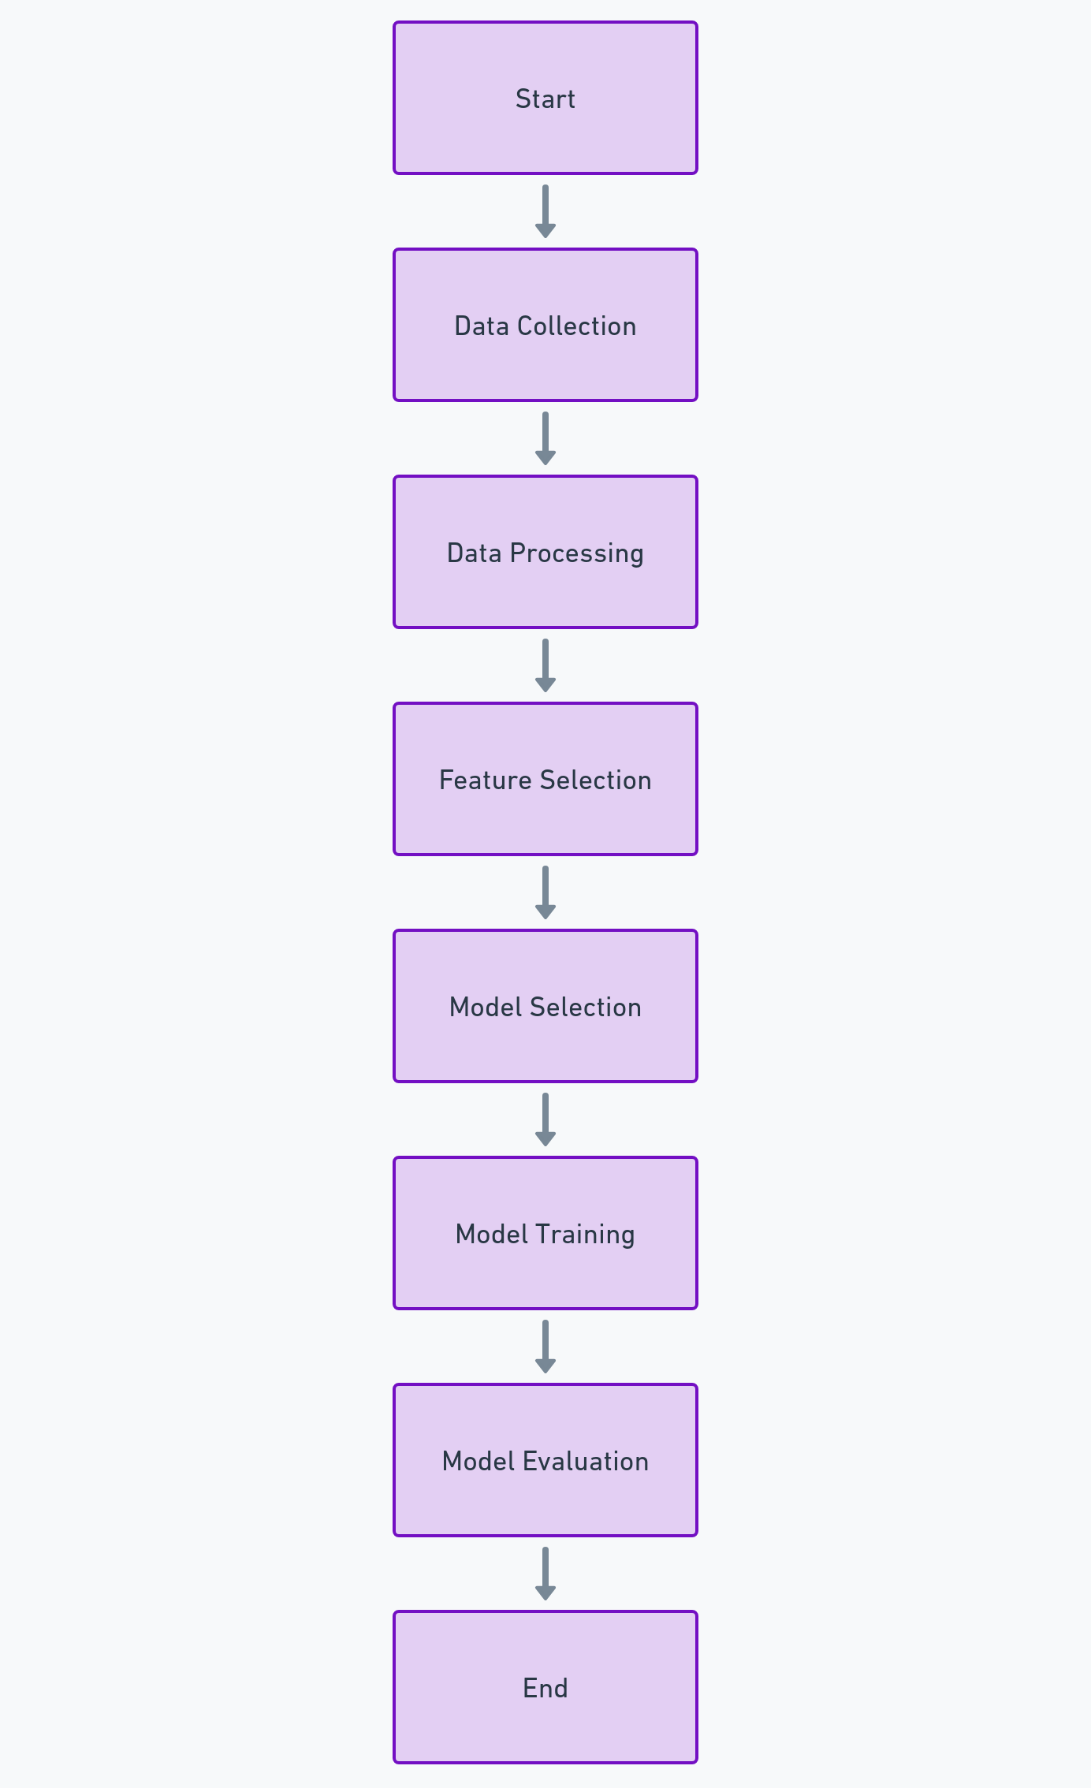 Start
Data Collection
Data Processing
Feature Selection
Model Selection
Model Training
Model Evaluation
End